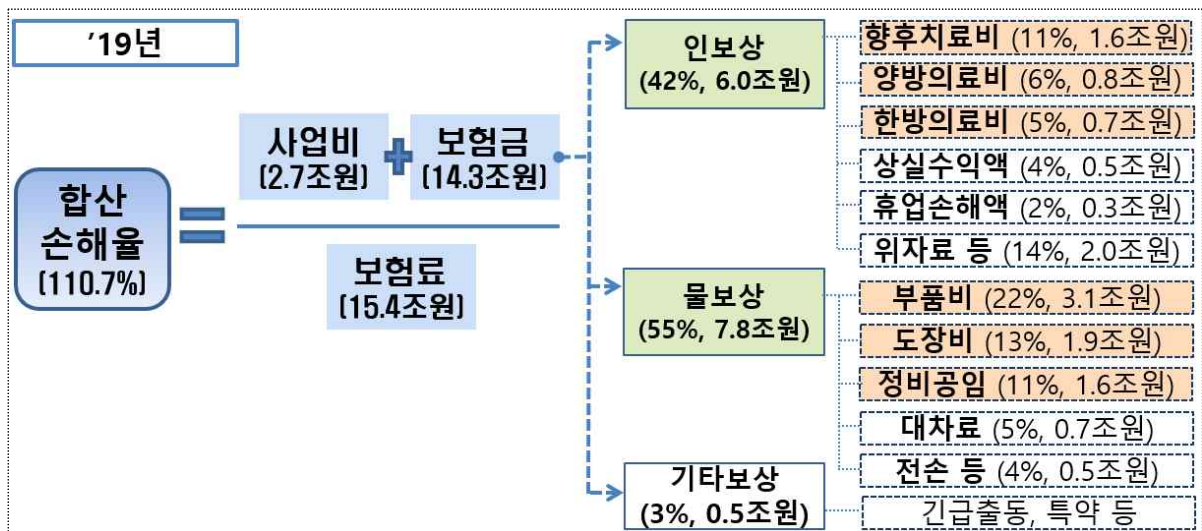 ’19년
합산
손해율
(110.7%)
=
사업비
(2.7조원)
+
보험금
(14.3조원)
보험료
(15.4조원)
인보상
(42%, 6.0조원)
향후치료비 (11%, 1.6조원)
양방의료비 (6%, 0.8조원)
한방의료비 (5%, 0.7조원)
상실수익액 (4%, 0.5조원)
휴업손해액 (2%, 0.3조원)
위자료 등 (14%, 2.0조원)
물보상
(55%, 7.8조원)
부품비 (22%, 3.1조원)
도장비 (13%, 1.9조원)
정비공임 (11%, 1.6조원)
대차료 (5%, 0.7조원)
전손 등 (4%, 0.5조원)
기타보상
(3%, 0.5조원)
긴급출동, 특약 등